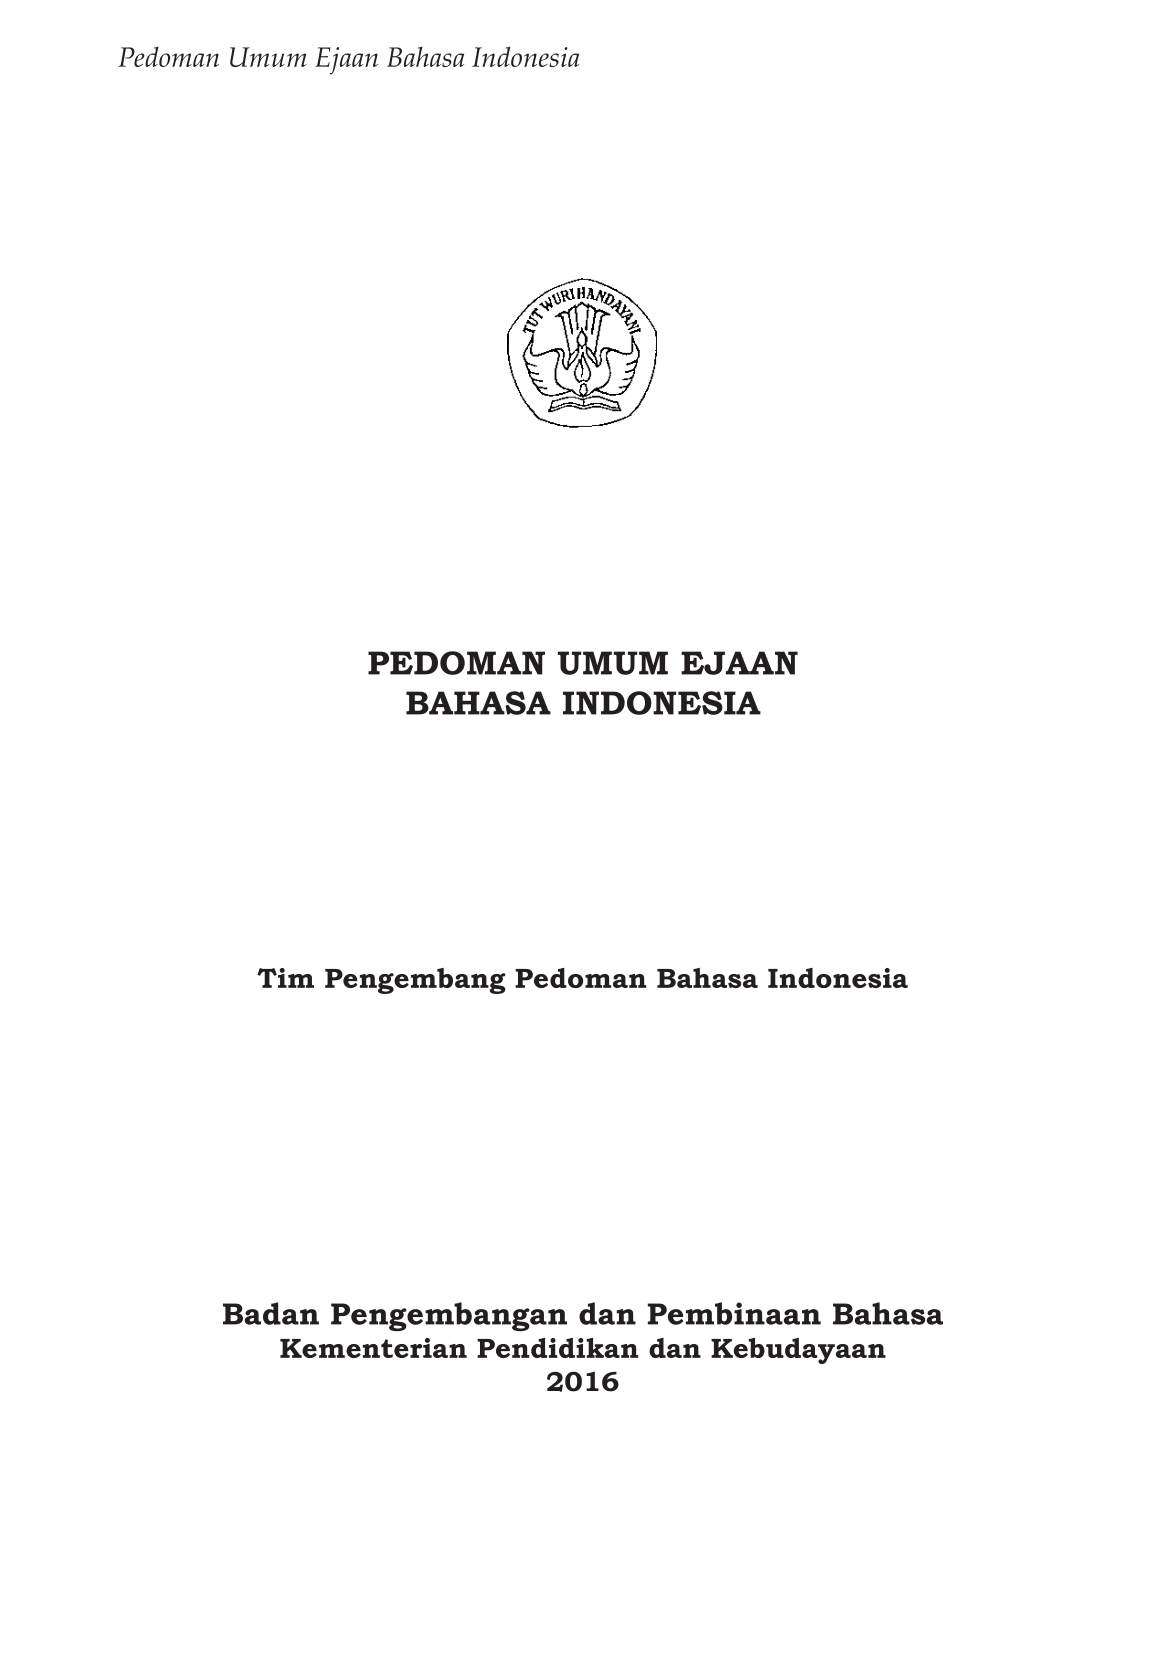 Pedoman Umum Ejaan Bahasa Indonesia
TUT WURI HANDAYANI
PEDOMAN UMUM EJAAN
BAHASA INDONESIA
Tim Pengembang Pedoman Bahasa Indonesia
Badan Pengembangan dan Pembinaan Bahasa
Kementerian Pendidikan dan Kebudayaan
2016